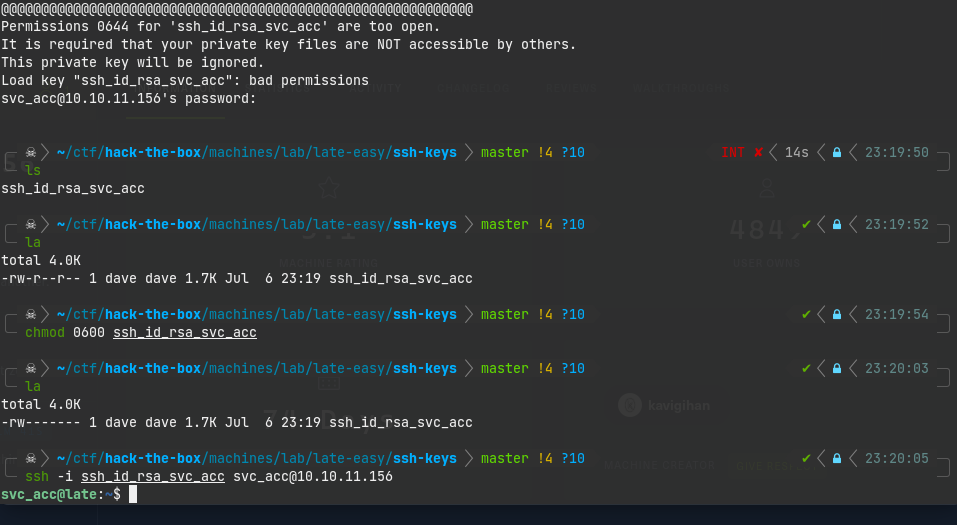 @@@@@@@@@@@@@@@@@@@@@@@@@@@@@@@@@@@@@@@@@@@@@@@@@@@@@@@@@@@
Permissions 0644 for 'ssh_id_rsa_svc_acc' are too open.
It is required that your private key files are NOT accessible by others.
This private key will be ignored.
Load key "ssh_id_rsa_svc_acc": bad permissions
svc_acc@10.10.11.156's password:
~/ctf/hack-the-box/machines/lab/late-easy/ssh-keys master !4 ?10 INT ✘ 14s 23:19:50
ls
ssh_id_rsa_svc_acc
~/ctf/hack-the-box/machines/lab/late-easy/ssh-keys master !4 ?10 ✔ 23:19:52
la
total 4.0K
-rw-r--r-- 1 dave dave 1.7K Jul  6 23:19 ssh_id_rsa_svc_acc
~/ctf/hack-the-box/machines/lab/late-easy/ssh-keys master !4 ?10 ✔ 23:19:54
chmod 0600 ssh_id_rsa_svc_acc
~/ctf/hack-the-box/machines/lab/late-easy/ssh-keys master !4 ?10 ✔ 23:20:03
la
total 4.0K
-rw------- 1 dave dave 1.7K Jul  6 23:19 ssh_id_rsa_svc_acc
kavigihan
~/ctf/hack-the-box/machines/lab/late-easy/ssh-keys master !4 ?10 ✔ 23:20:05
ssh -i ssh_id_rsa_svc_acc svc_acc@10.10.11.156
svc_acc@late:~$